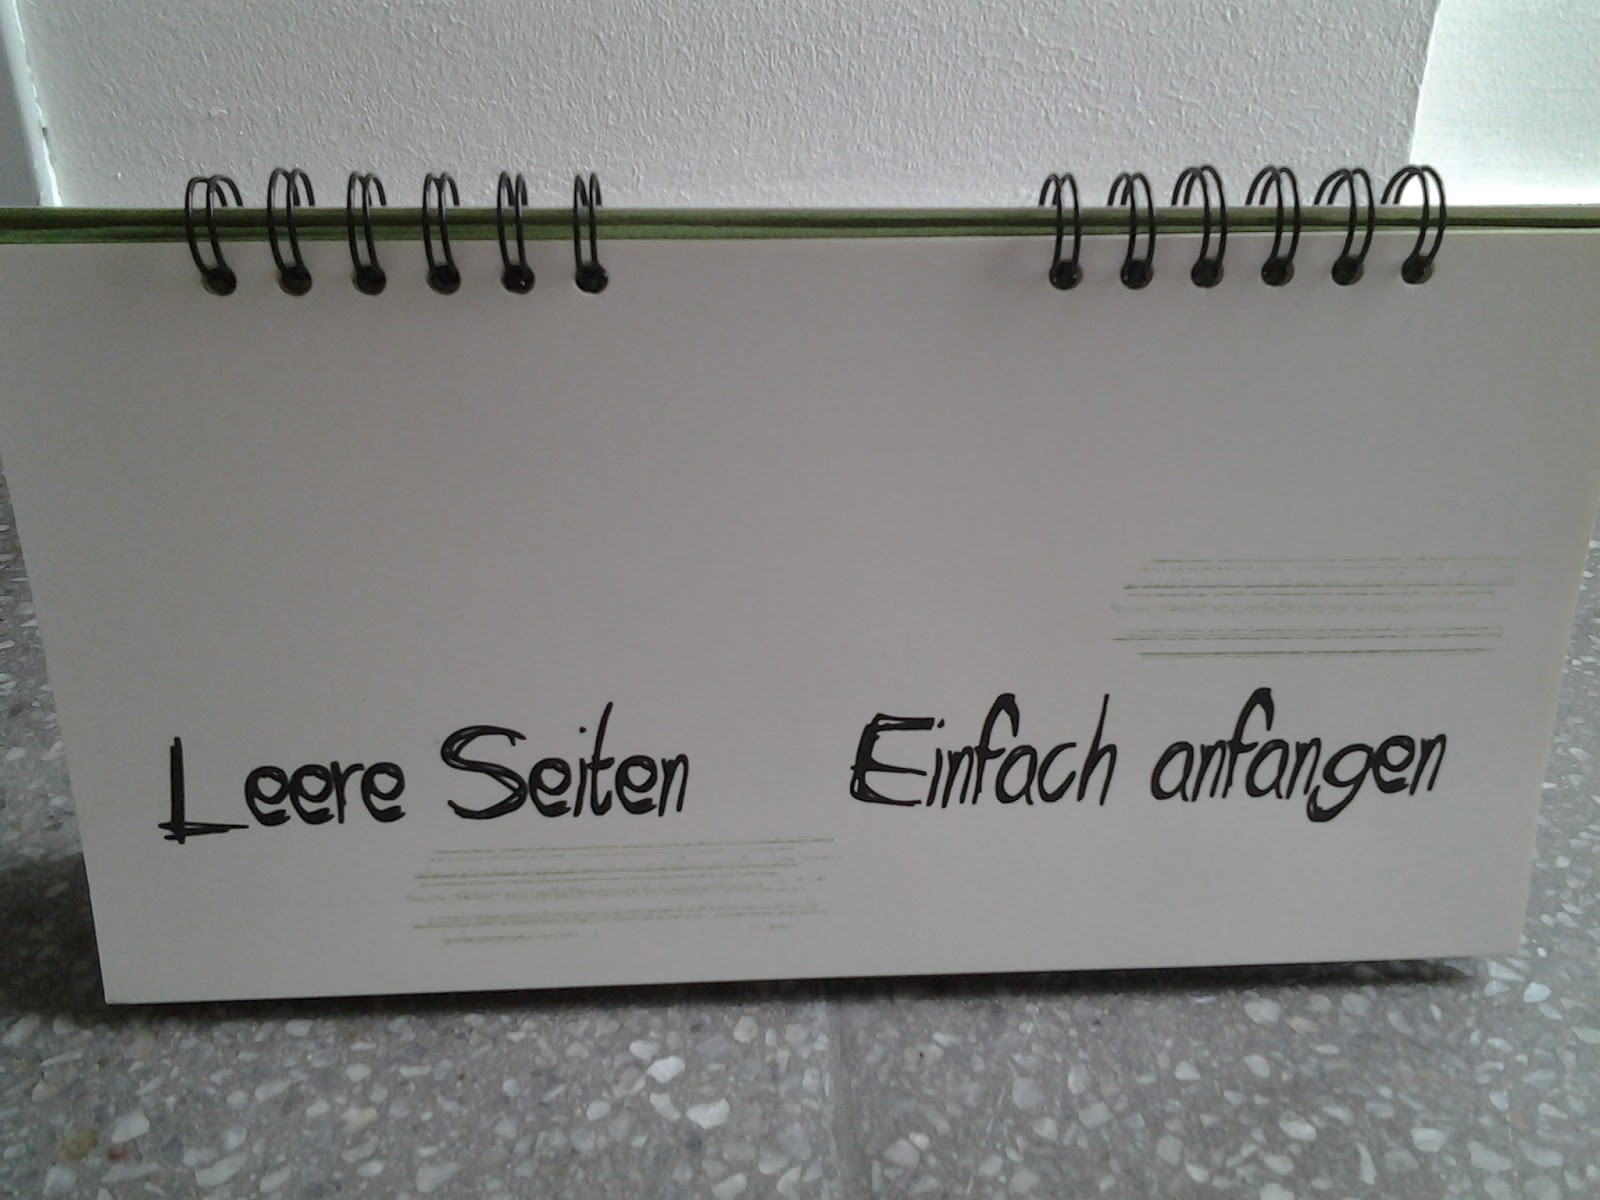 Leere Seiten
Einfach anfangen